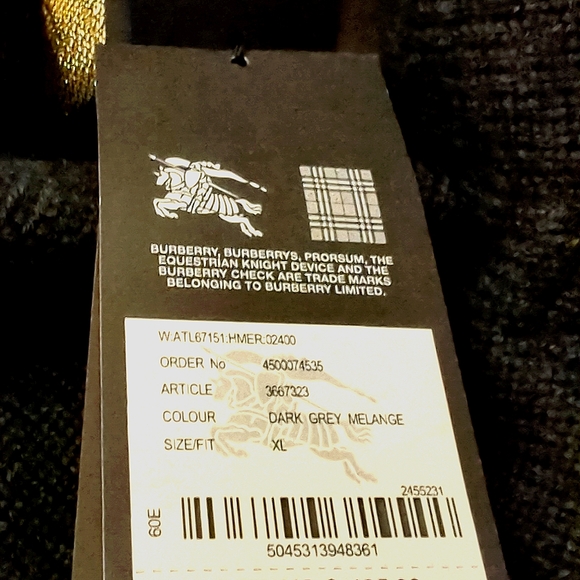 BURBERRY, BURBERRYS, PRORSUM, THE
EQUESTRIAN KNIGHT DEVICE AND THE
BURBERRY CHECK ARE TRADE MARKS
BELONGING TO BURBERRY LIMITED.
W.ATL67151:HMER:02400
ORDER No 4500074535
ARTICLE 3667323
COLOUR DARK GREY MELANGE
SIZE/FIT XL
2455231
60E
5045313948361